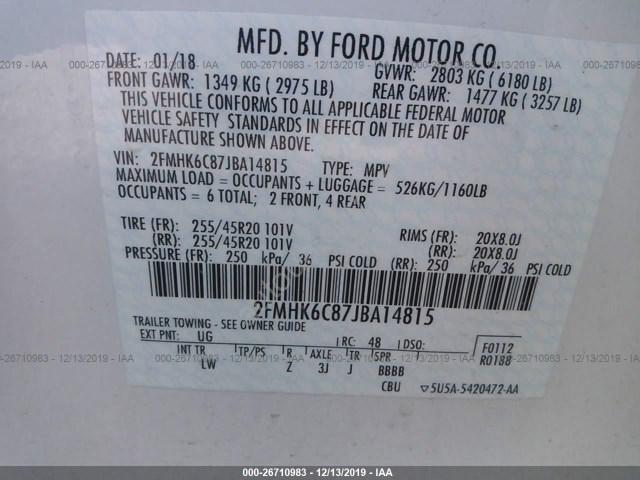 000-26710983 - 12/13/2019 - IAA
MFD. BY FORD MOTOR CO.
DATE: 01/18 GVWR: 2803 KG ( 6180 LB)
FRONT GAWR: 1349 KG ( 2975 LB) REAR GAWR: 1477 KG ( 3257 LB)
THIS VEHICLE CONFORMS TO ALL APPLICABLE FEDERAL MOTOR
VEHICLE SAFETY STANDARDS IN EFFECT ON THE DATE OF
MANUFACTURE SHOWN ABOVE.
VIN: 2FMHK6C87JBA14815 TYPE: MPV
MAXIMUM LOAD = OCCUPANTS + LUGGAGE = 526KG/1160LB
OCCUPANTS = 6 TOTAL; 2 FRONT, 4 REAR
TIRE (FR): 255/45R20 101V RIMS (FR): 20X8.0J
(RR): 255/45R20 101V (RR): 20X8.0J
PRESSURE (FR): 250 kPa/ 36 PSI COLD (RR): 250 kPa/ 36 PSI COLD
2FMHK6C87JBA14815
TRAILER TOWING - SEE OWNER GUIDE
EXT PNT: UG RC: 48 DSO: F0112
INT TR TP/PS R AXLE TR SPR R0188
LW Z 3J J BBBB
CBU 5U5A-5420472-AA
000-26710983 - 12/13/2019 - IAA